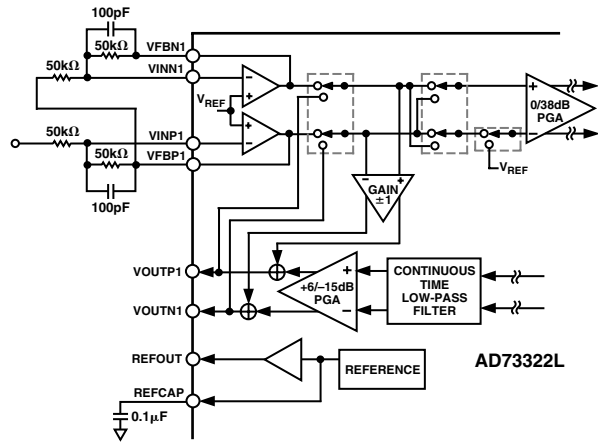 100pF
50kΩ
VFBN1
50kΩ
VINN1
VREF
50kΩ
VINP1
50kΩ
VFBP1
100pF
0/38dB
PGA
VREF
GAIN
±1
VOUTP1
+6/–15dB
PGA
CONTINUOUS
TIME
LOW-PASS
FILTER
VOUTN1
REFOUT
REFERENCE
AD73322L
REFCAP
0.1µF